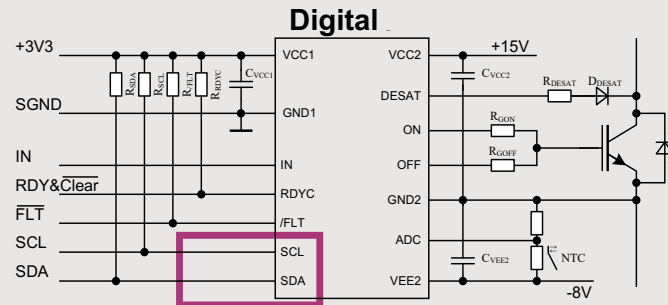 Digital
+3V3
VCC1
VCC2
+15V
RSDA
RSCL
R/FLT
RRDYC
CVCC1
CVCC2
DESAT
RDESAT
DDESAT
SGND
GND1
ON
RGON
IN
IN
OFF
RGOFF
RDY&Clear
RDYC
GND2
FLT
/FLT
SCL
SCL
ADC
CVEE2
NTC
SDA
SDA
VEE2
-8V